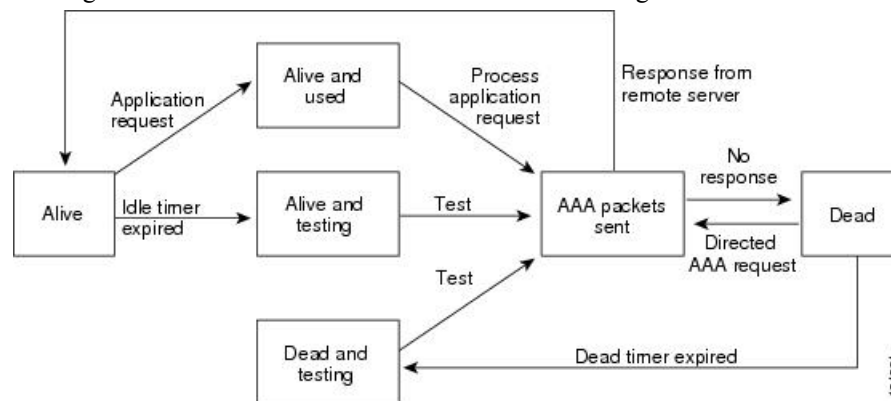 Alive and
used
Process
application
request
Response from
remote server
Application
request
No
response
Alive
Idle timer
expired
Alive and
testing
Test
AAA packets
sent
Dead
Directed
AAA request
Test
Dead and
testing
Dead timer expired